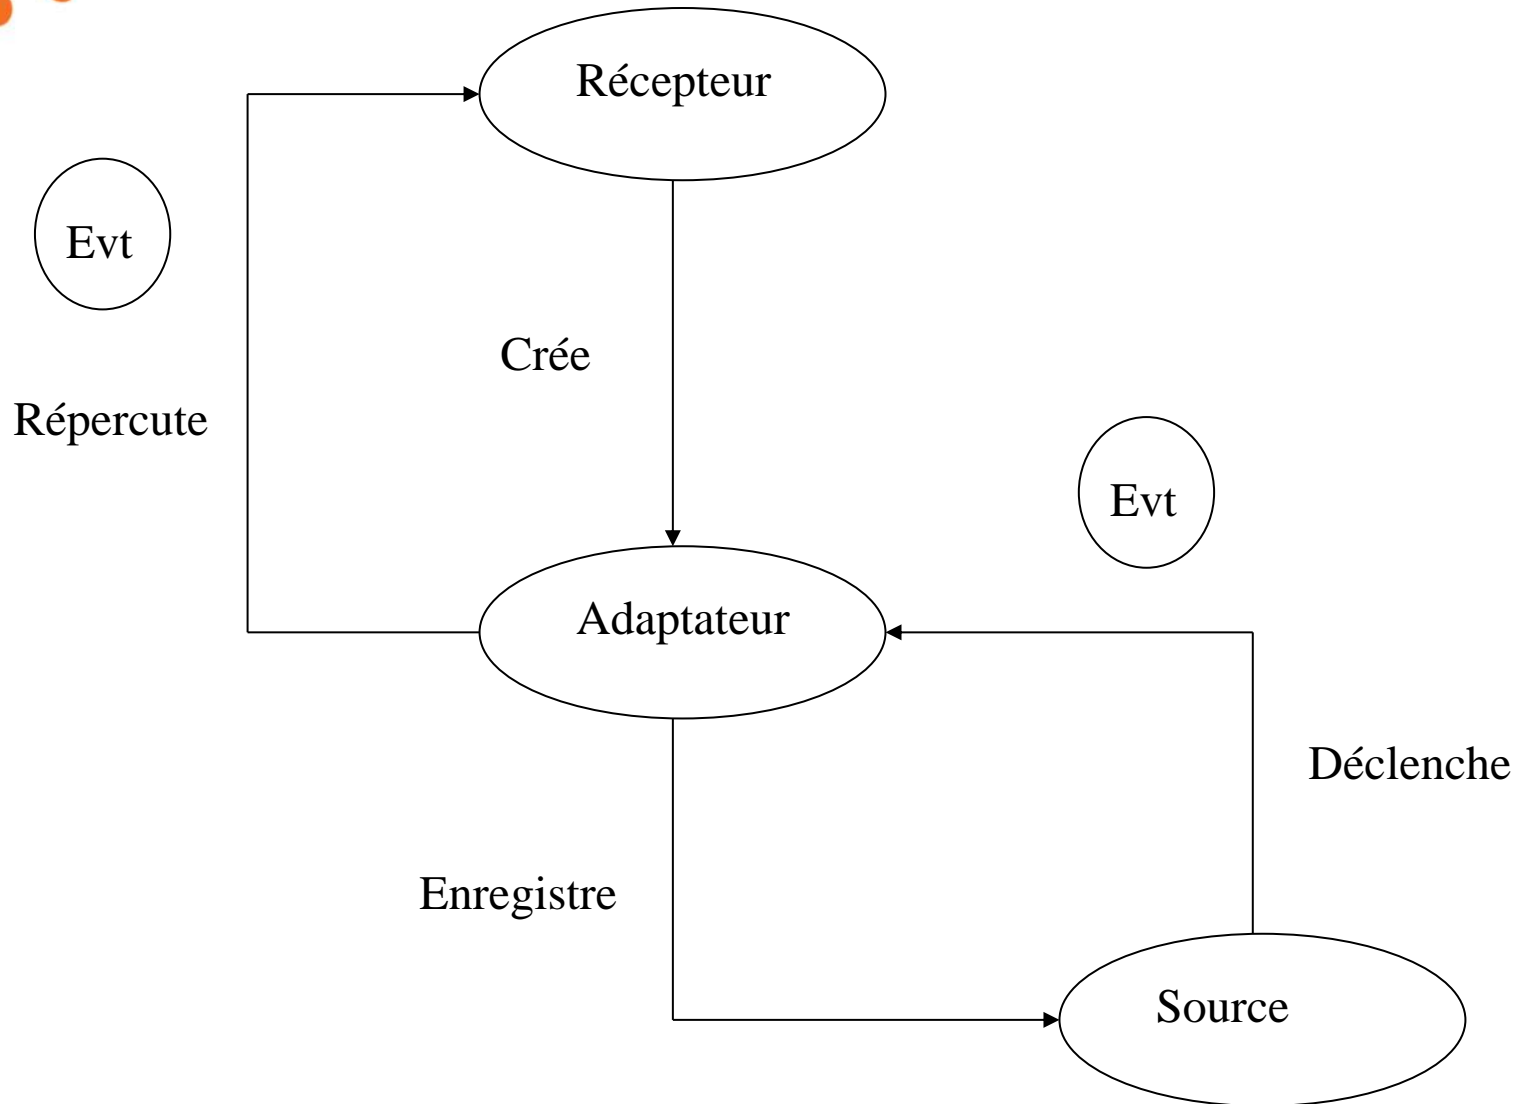 Récepteur
Evt
Crée
Répercute
Evt
Adaptateur
Déclenche
Enregistre
Source